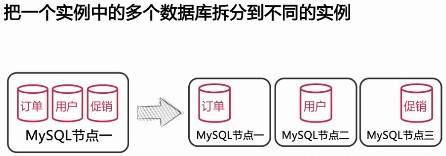 把一个实例中的多个数据库拆分到不同的实例
订单 用户 促销
MySQL节点一
订单
MySQL节点一
用户
MySQL节点二
促销
MySQL节点三